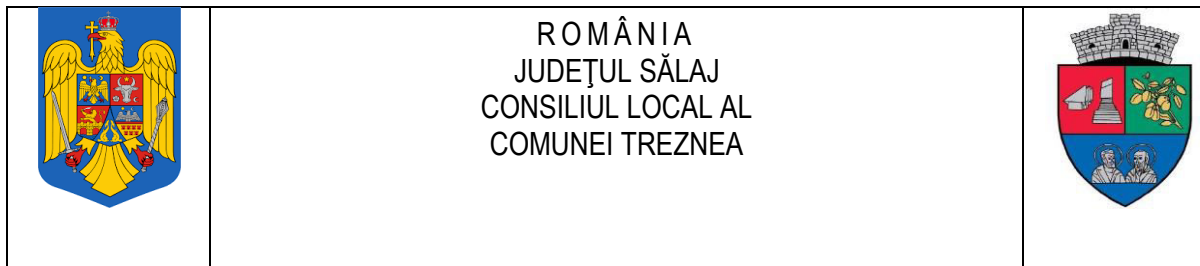 R O M Â N I A
JUDEŢUL SĂLAJ
CONSILIUL LOCAL AL
COMUNEI TREZNEA